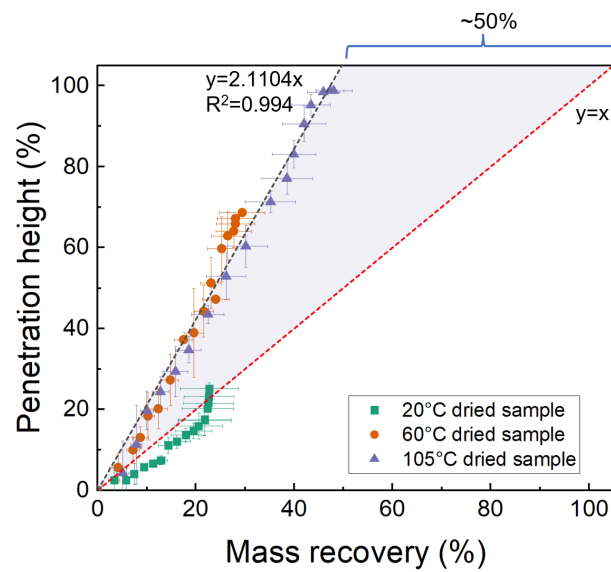 ~50%
y=2.1104x
R²=0.994
y=x
Penetration height (%)
100
80
60
40
20
0
0 20 40 60 80 100
Mass recovery (%)
20°C dried sample
60°C dried sample
105°C dried sample